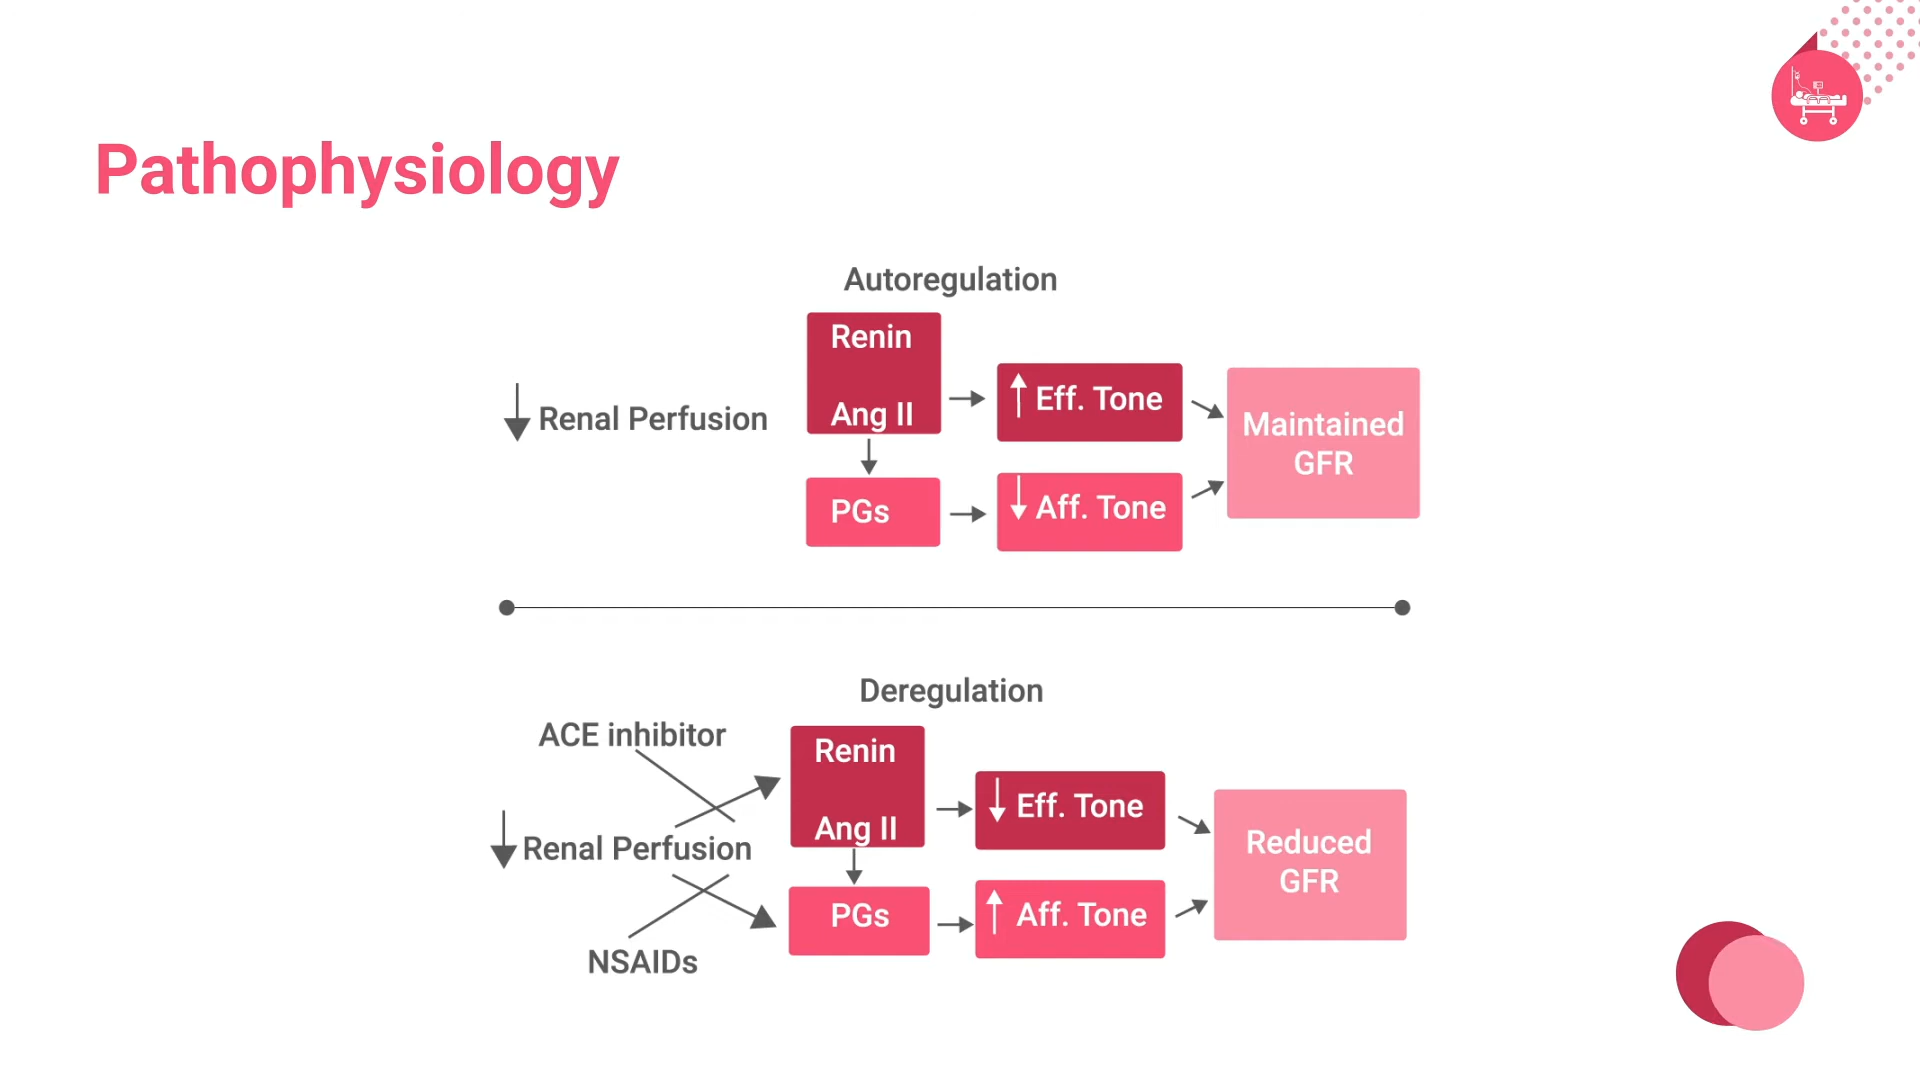 Pathophysiology
Autoregulation
Renin
Ang II
↓ Renal Perfusion
↑ Eff. Tone
Maintained
GFR
PGs
↓ Aff. Tone
Deregulation
ACE inhibitor
Renin
Ang II
↓ Renal Perfusion
↓ Eff. Tone
Reduced
GFR
PGs
↑ Aff. Tone
NSAIDs